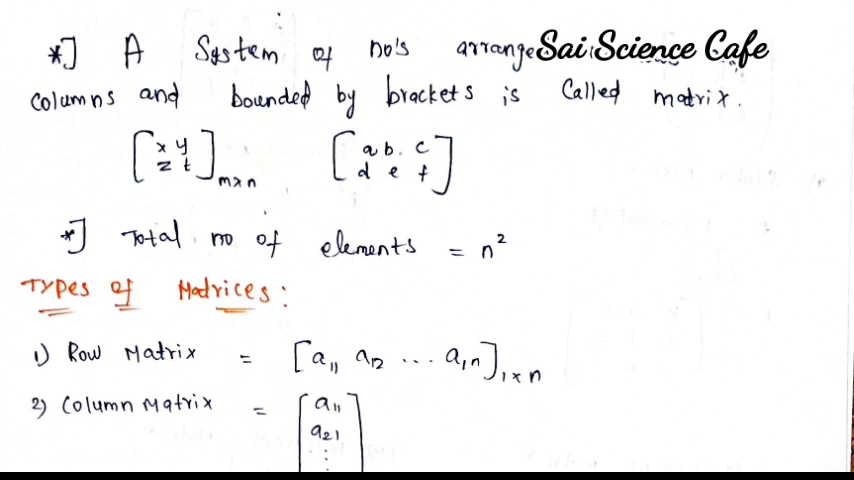 *] A System of no's arrange Sai Science Cafe
columns and bounded by brackets is called matrix.
[x y
z t] m×n [a b. c
d e f]
*] Total no of elements = n²
Types of Matrices:
1) Row Matrix = [a₁₁ a₁₂ ... a₁n] 1×n
2) Column Matrix = [a₁₁
a₂₁
⋮